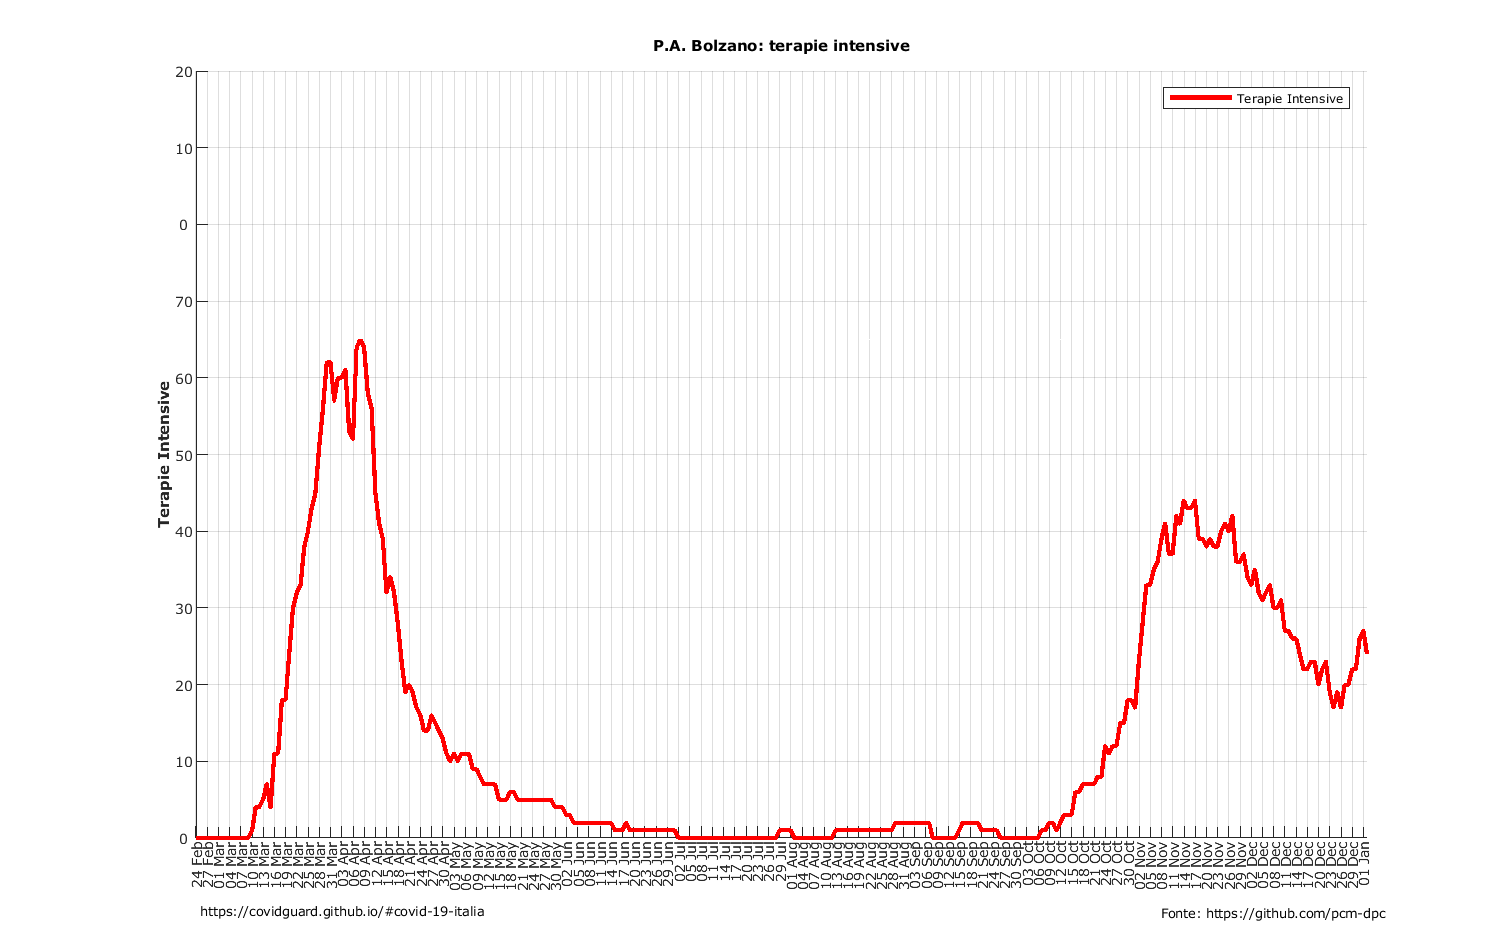 P.A. Bolzano: terapie intensive
Terapie Intensive
20
10
0
70
60
50
40
30
20
10
0
Terapie Intensive
24 Feb
27 Feb
01 Mar
04 Mar
07 Mar
10 Mar
13 Mar
16 Mar
19 Mar
22 Mar
25 Mar
28 Mar
31 Mar
03 Apr
06 Apr
09 Apr
12 Apr
15 Apr
18 Apr
21 Apr
24 Apr
27 Apr
30 Apr
03 May
06 May
09 May
12 May
15 May
18 May
21 May
24 May
27 May
30 May
02 Jun
05 Jun
08 Jun
11 Jun
14 Jun
17 Jun
20 Jun
23 Jun
26 Jun
29 Jun
02 Jul
05 Jul
08 Jul
11 Jul
14 Jul
17 Jul
20 Jul
23 Jul
26 Jul
29 Jul
01 Aug
04 Aug
07 Aug
10 Aug
13 Aug
16 Aug
19 Aug
22 Aug
25 Aug
28 Aug
31 Aug
03 Sep
06 Sep
09 Sep
12 Sep
15 Sep
18 Sep
21 Sep
24 Sep
27 Sep
30 Sep
03 Oct
06 Oct
09 Oct
12 Oct
15 Oct
18 Oct
21 Oct
24 Oct
27 Oct
30 Oct
02 Nov
05 Nov
08 Nov
11 Nov
14 Nov
17 Nov
20 Nov
23 Nov
26 Nov
29 Nov
02 Dec
05 Dec
08 Dec
11 Dec
14 Dec
17 Dec
20 Dec
23 Dec
26 Dec
29 Dec
01 Jan
https://covidguard.github.io/#covid-19-italia
Fonte: https://github.com/pcm-dpc